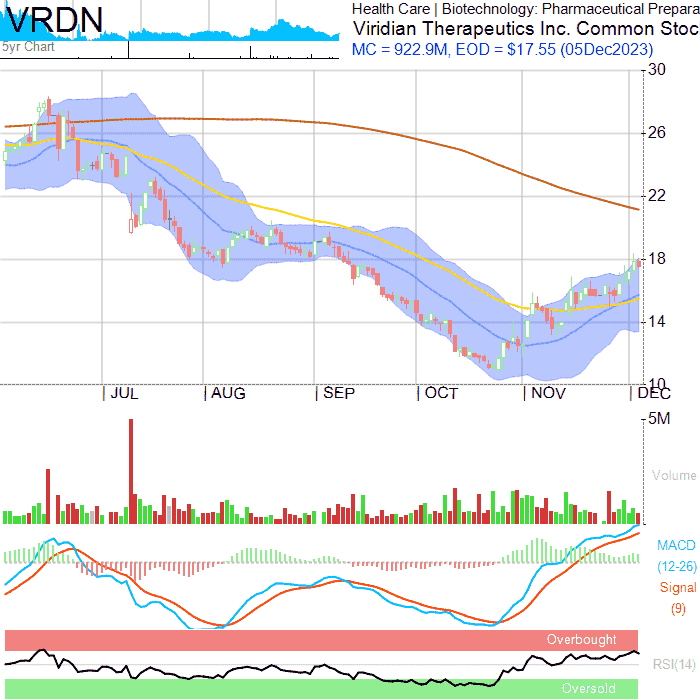 VRDN
5yr Chart
Health Care | Biotechnology: Pharmaceutical Prepara
Viridian Therapeutics Inc. Common Stoc
MC = 922.9M, EOD = $17.55 (05Dec2023)
30
26
22
18
14
10
JUL
AUG
SEP
OCT
NOV
DEC
5M
Volume
MACD
(12-26)
Signal
(9)
Overbought
RSI(14)
Oversold